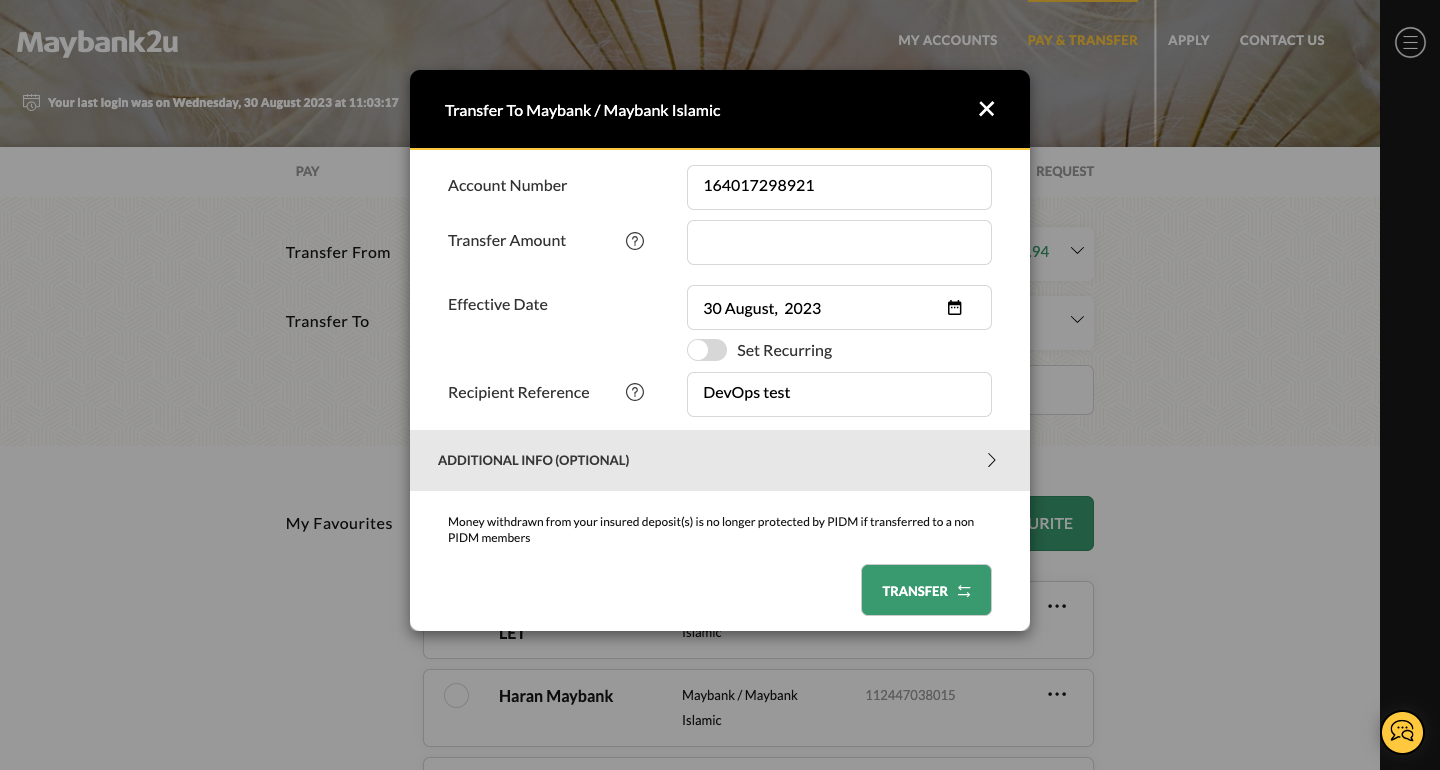 Maybank2u
MY ACCOUNTS
PAY & TRANSFER
APPLY
CONTACT US
Your last login was on Wednesday, 30 August 2023 at 11:03:17
Transfer To Maybank / Maybank Islamic
PAY
REQUEST
Account Number
164017298921
Transfer Amount
Transfer From
.94
Effective Date
30 August, 2023
Transfer To
Set Recurring
Recipient Reference
DevOps test
ADDITIONAL INFO (OPTIONAL)
My Favourites
Money withdrawn from your insured deposit(s) is no longer protected by PIDM if transferred to a non
PIDM members
TRANSFER
LET
Islamic
Haran Maybank
Maybank / Maybank
Islamic
112447038015